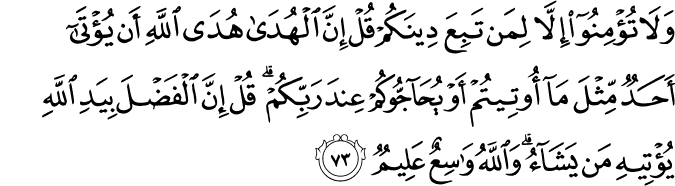 وَلَا تُؤْمِنُوٓا۟ إِلَّا لِمَن تَبِعَ دِينَكُمْ قُلْ إِنَّ ٱلْهُدَىٰ هُدَى ٱللَّهِ أَن يُؤْتَىٰٓ
أَحَدٌ مِّثْلَ مَآ أُوتِيتُمْ أَوْ يُحَآجُّوكُمْ عِندَ رَبِّكُمْ ۗ قُلْ إِنَّ ٱلْفَضْلَ بِيَدِ ٱللَّهِ
يُؤْتِيهِ مَن يَشَآءُ ۗ وَٱللَّهُ وَٰسِعٌ عَلِيمٌ ٧٣